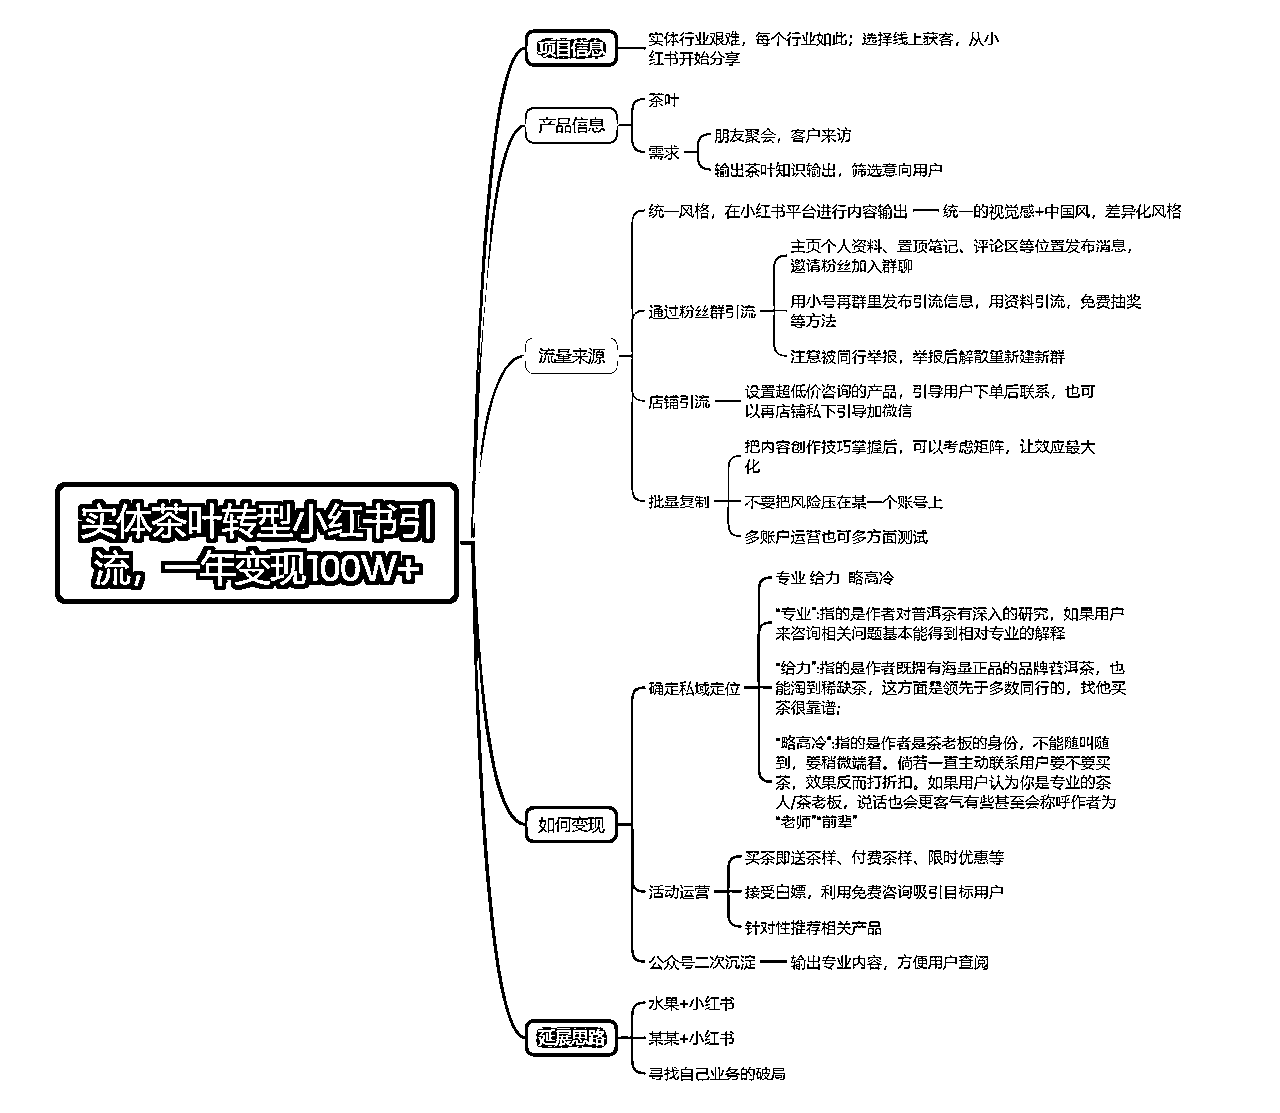 项目信息
实体行业艰难，每个行业如此；选择线上获客，从小
红书开始分享
产品信息
茶叶
需求
朋友聚会，客户来访
输出茶叶知识输出，筛选意向用户
流量来源
统一风格，在小红书平台进行内容输出
统一的视觉感+中国风，差异化风格
通过粉丝群引流
主页个人资料、置顶笔记、评论区等位置发布消息，
邀请粉丝加入群聊
用小号再群里发布引流信息，用资料引流，免费抽奖
等方法
注意被同行举报，举报后解散重新建新群
店铺引流
设置超低价咨询的产品，引导用户下单后联系，也可
以再店铺私下引导加微信
批量复制
把内容创作技巧掌握后，可以考虑矩阵，让效应最大
化
不要把风险压在某一个账号上
多账户运营也可多方面测试
实体茶叶转型小红书引
流，一年变现100W+
如何变现
确定私域定位
专业 给力 略高冷
“专业”:指的是作者对普洱茶有深入的研究，如果用户
来咨询相关问题基本能得到相对专业的解释
“给力”:指的是作者既拥有海量正品的品牌普洱茶，也
能淘到稀缺茶，这方面是领先于多数同行的，找他买
茶很靠谱；
“略高冷”:指的是作者是茶老板的身份，不能随叫随
到，要稍微端着。倘若一直主动联系用户要不要买
茶，效果反而打折扣。如果用户认为你是专业的茶
人/茶老板，说话也会更客气有些甚至会称呼作者为
“老师”“前辈”
活动运营
买茶即送茶样、付费茶样、限时优惠等
接受白嫖，利用免费咨询吸引目标用户
针对性推荐相关产品
公众号二次沉淀
输出专业内容，方便用户查阅
延展思路
水果+小红书
某某+小红书
寻找自己业务的破局